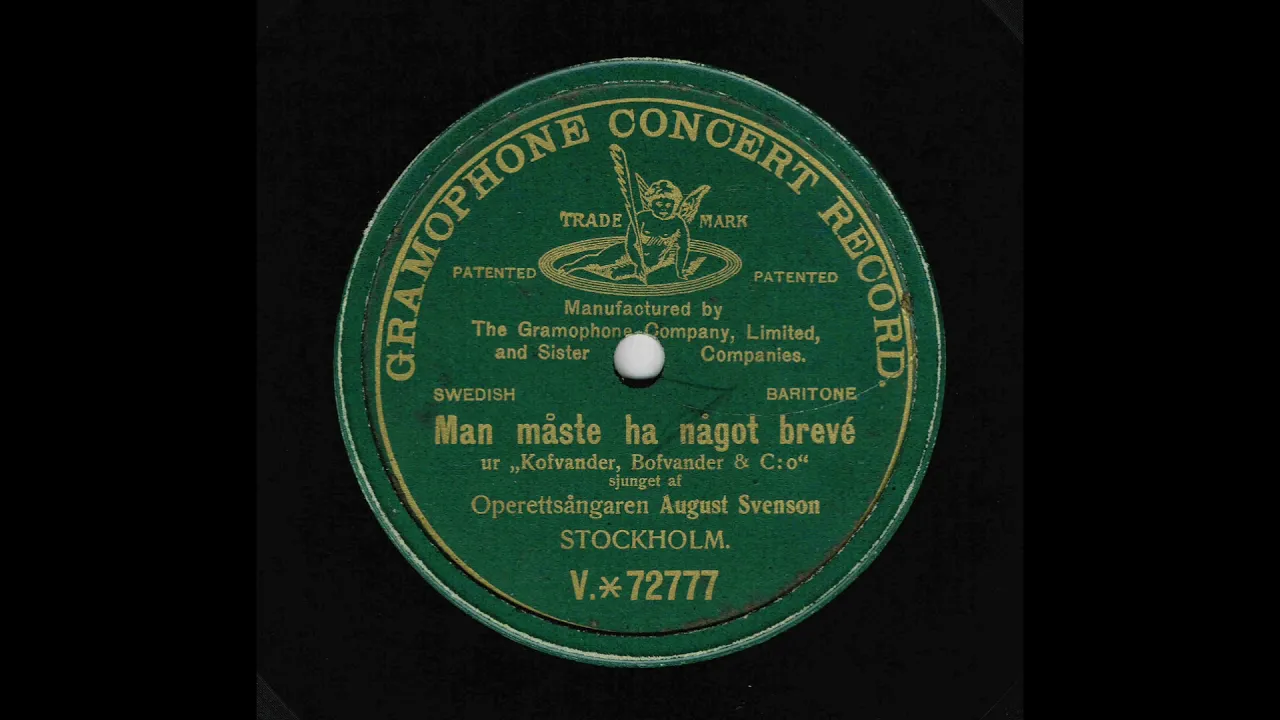 GRAMOPHONE CONCERT RECORD.
TRADE MARK
PATENTED PATENTED
Manufactured by
The Gramophone Company, Limited,
and Sister Companies.
SWEDISH BARITONE
Man måste ha något brevé
ur „Kofvander, Bofvander & C:o“
sjunget af
Operettsångaren August Svenson
STOCKHOLM.
V.*72777